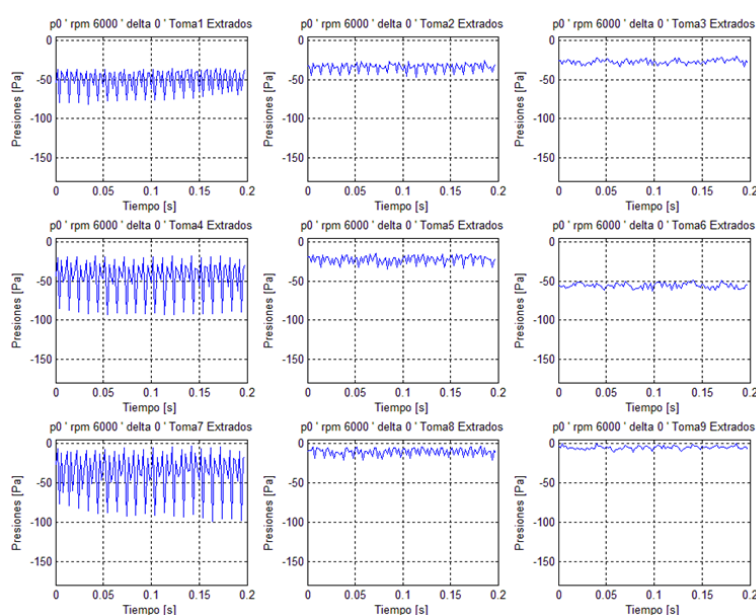 p0 ' rpm 6000 ' delta 0 ' Toma1 Extrados
p0 ' rpm 6000 ' delta 0 ' Toma2 Extrados
p0 ' rpm 6000 ' delta 0 ' Toma3 Extrados
0
-50
-100
-150
Presiones [Pa]
0 0.05 0.1 0.15 0.2
Tiempo [s]
0
-50
-100
-150
Presiones [Pa]
0 0.05 0.1 0.15 0.2
Tiempo [s]
0
-50
-100
-150
Presiones [Pa]
0 0.05 0.1 0.15 0.2
Tiempo [s]
p0 ' rpm 6000 ' delta 0 ' Toma4 Extrados
p0 ' rpm 6000 ' delta 0 ' Toma5 Extrados
p0 ' rpm 6000 ' delta 0 ' Toma6 Extrados
0
-50
-100
-150
Presiones [Pa]
0 0.05 0.1 0.15 0.2
Tiempo [s]
0
-50
-100
-150
Presiones [Pa]
0 0.05 0.1 0.15 0.2
Tiempo [s]
0
-50
-100
-150
Presiones [Pa]
0 0.05 0.1 0.15 0.2
Tiempo [s]
p0 ' rpm 6000 ' delta 0 ' Toma7 Extrados
p0 ' rpm 6000 ' delta 0 ' Toma8 Extrados
p0 ' rpm 6000 ' delta 0 ' Toma9 Extrados
0
-50
-100
-150
Presiones [Pa]
0 0.05 0.1 0.15 0.2
Tiempo [s]
0
-50
-100
-150
Presiones [Pa]
0 0.05 0.1 0.15 0.2
Tiempo [s]
0
-50
-100
-150
Presiones [Pa]
0 0.05 0.1 0.15 0.2
Tiempo [s]